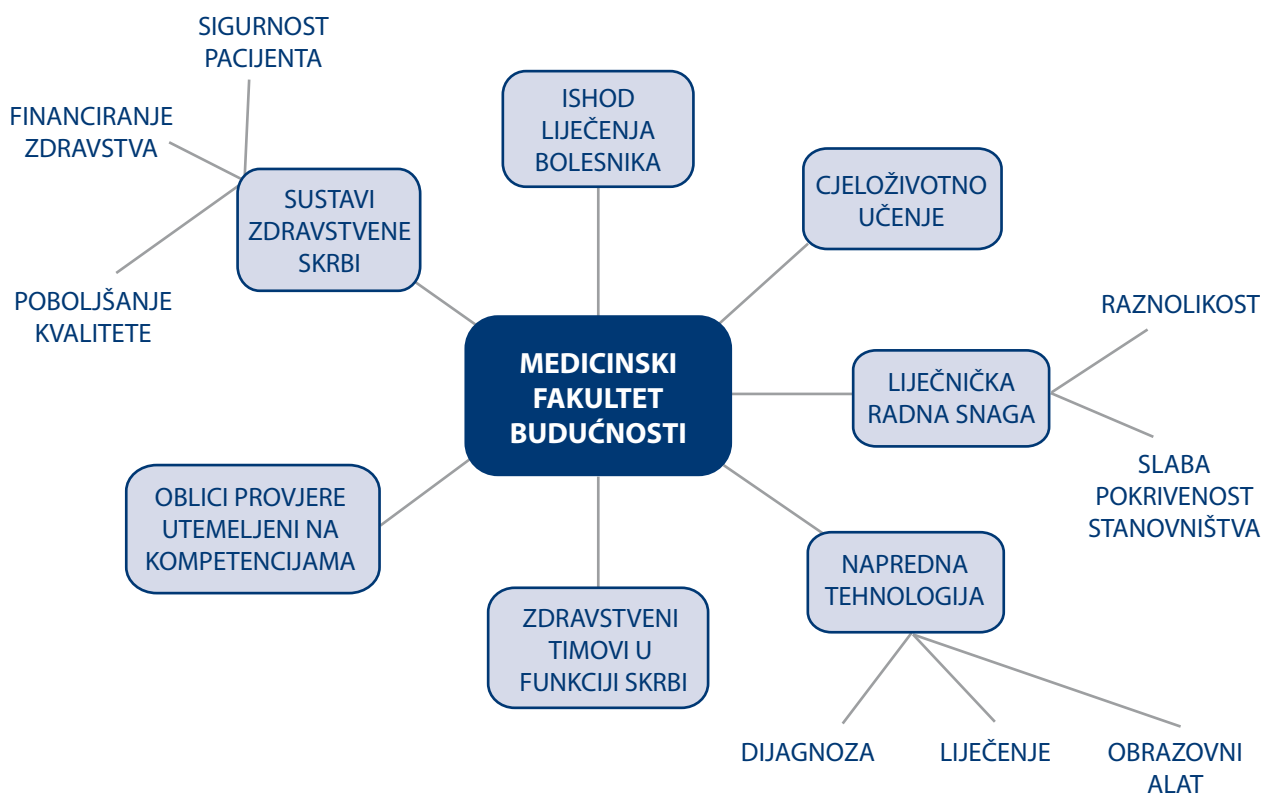 SIGURNOST
PACIJENTA
FINANCIRANJE
ZDRAVSTVA
POBOLJŠANJE
KVALITETE
SUSTAVI
ZDRAVSTVENE
SKRBI
ISHOD
LIJEČENJA
BOLESNIKA
CJELOŽIVOTNO
UČENJE
MEDICINSKI
FAKULTET
BUDUĆNOSTI
LIJEČNIČKA
RADNA SNAGA
RAZNOLIKOST
SLABA
POKRIVENOST
STANOVNIŠTVA
OBLICI PROVJERE
UTEMELJENI NA
KOMPETENCIJAMA
ZDRAVSTVENI
TIMOVI U
FUNKCIJI SKRBI
NAPREDNA
TEHNOLOGIJA
DIJAGNOZA
LIJEČENJE
OBRAZOVNI
ALAT